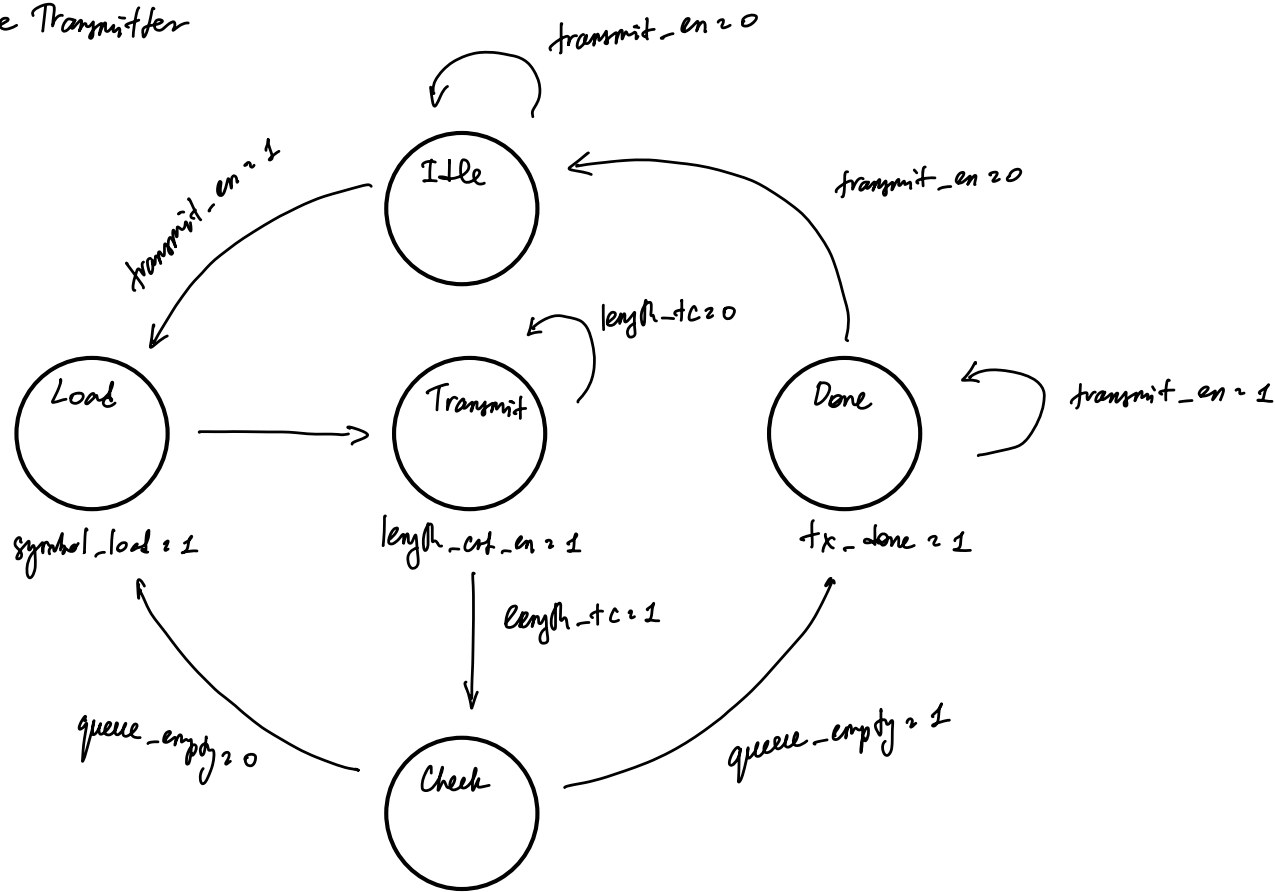 e Transmitter
transmit_en = 0
Idle
transmit_en = 1
transmit_en = 0
length_tc = 0
Load
Transmit
Done
transmit_en = 1
symbol_load = 1
length_cnt_en = 1
tx_done = 1
length_tc = 1
queue_empty = 0
queue_empty = 1
Check